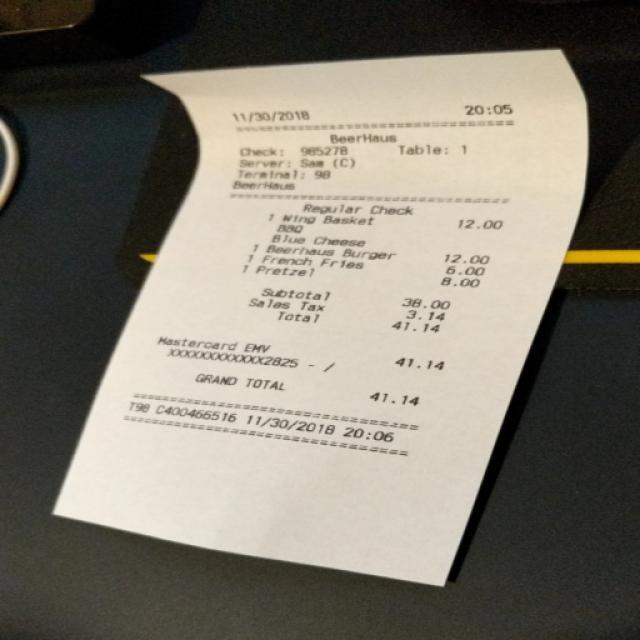 11/30/2018 20:05
==============================
BeerHaus
Check: 985278 Table: 1
Server: Sam (C)
Terminal: 98
BeerHaus
==============================
Regular Check
1 Wing Basket 12.00
BBQ
Blue Cheese
1 Beerhaus Burger 12.00
1 French Fries 6.00
1 Pretzel 8.00
Subtotal 38.00
Sales Tax 3.14
Total 41.14
Mastercard EMV
XXXXXXXXXXXX2825 - / 41.14
GRAND TOTAL 41.14
==============================
T98 C400466516 11/30/2018 20:06
==============================